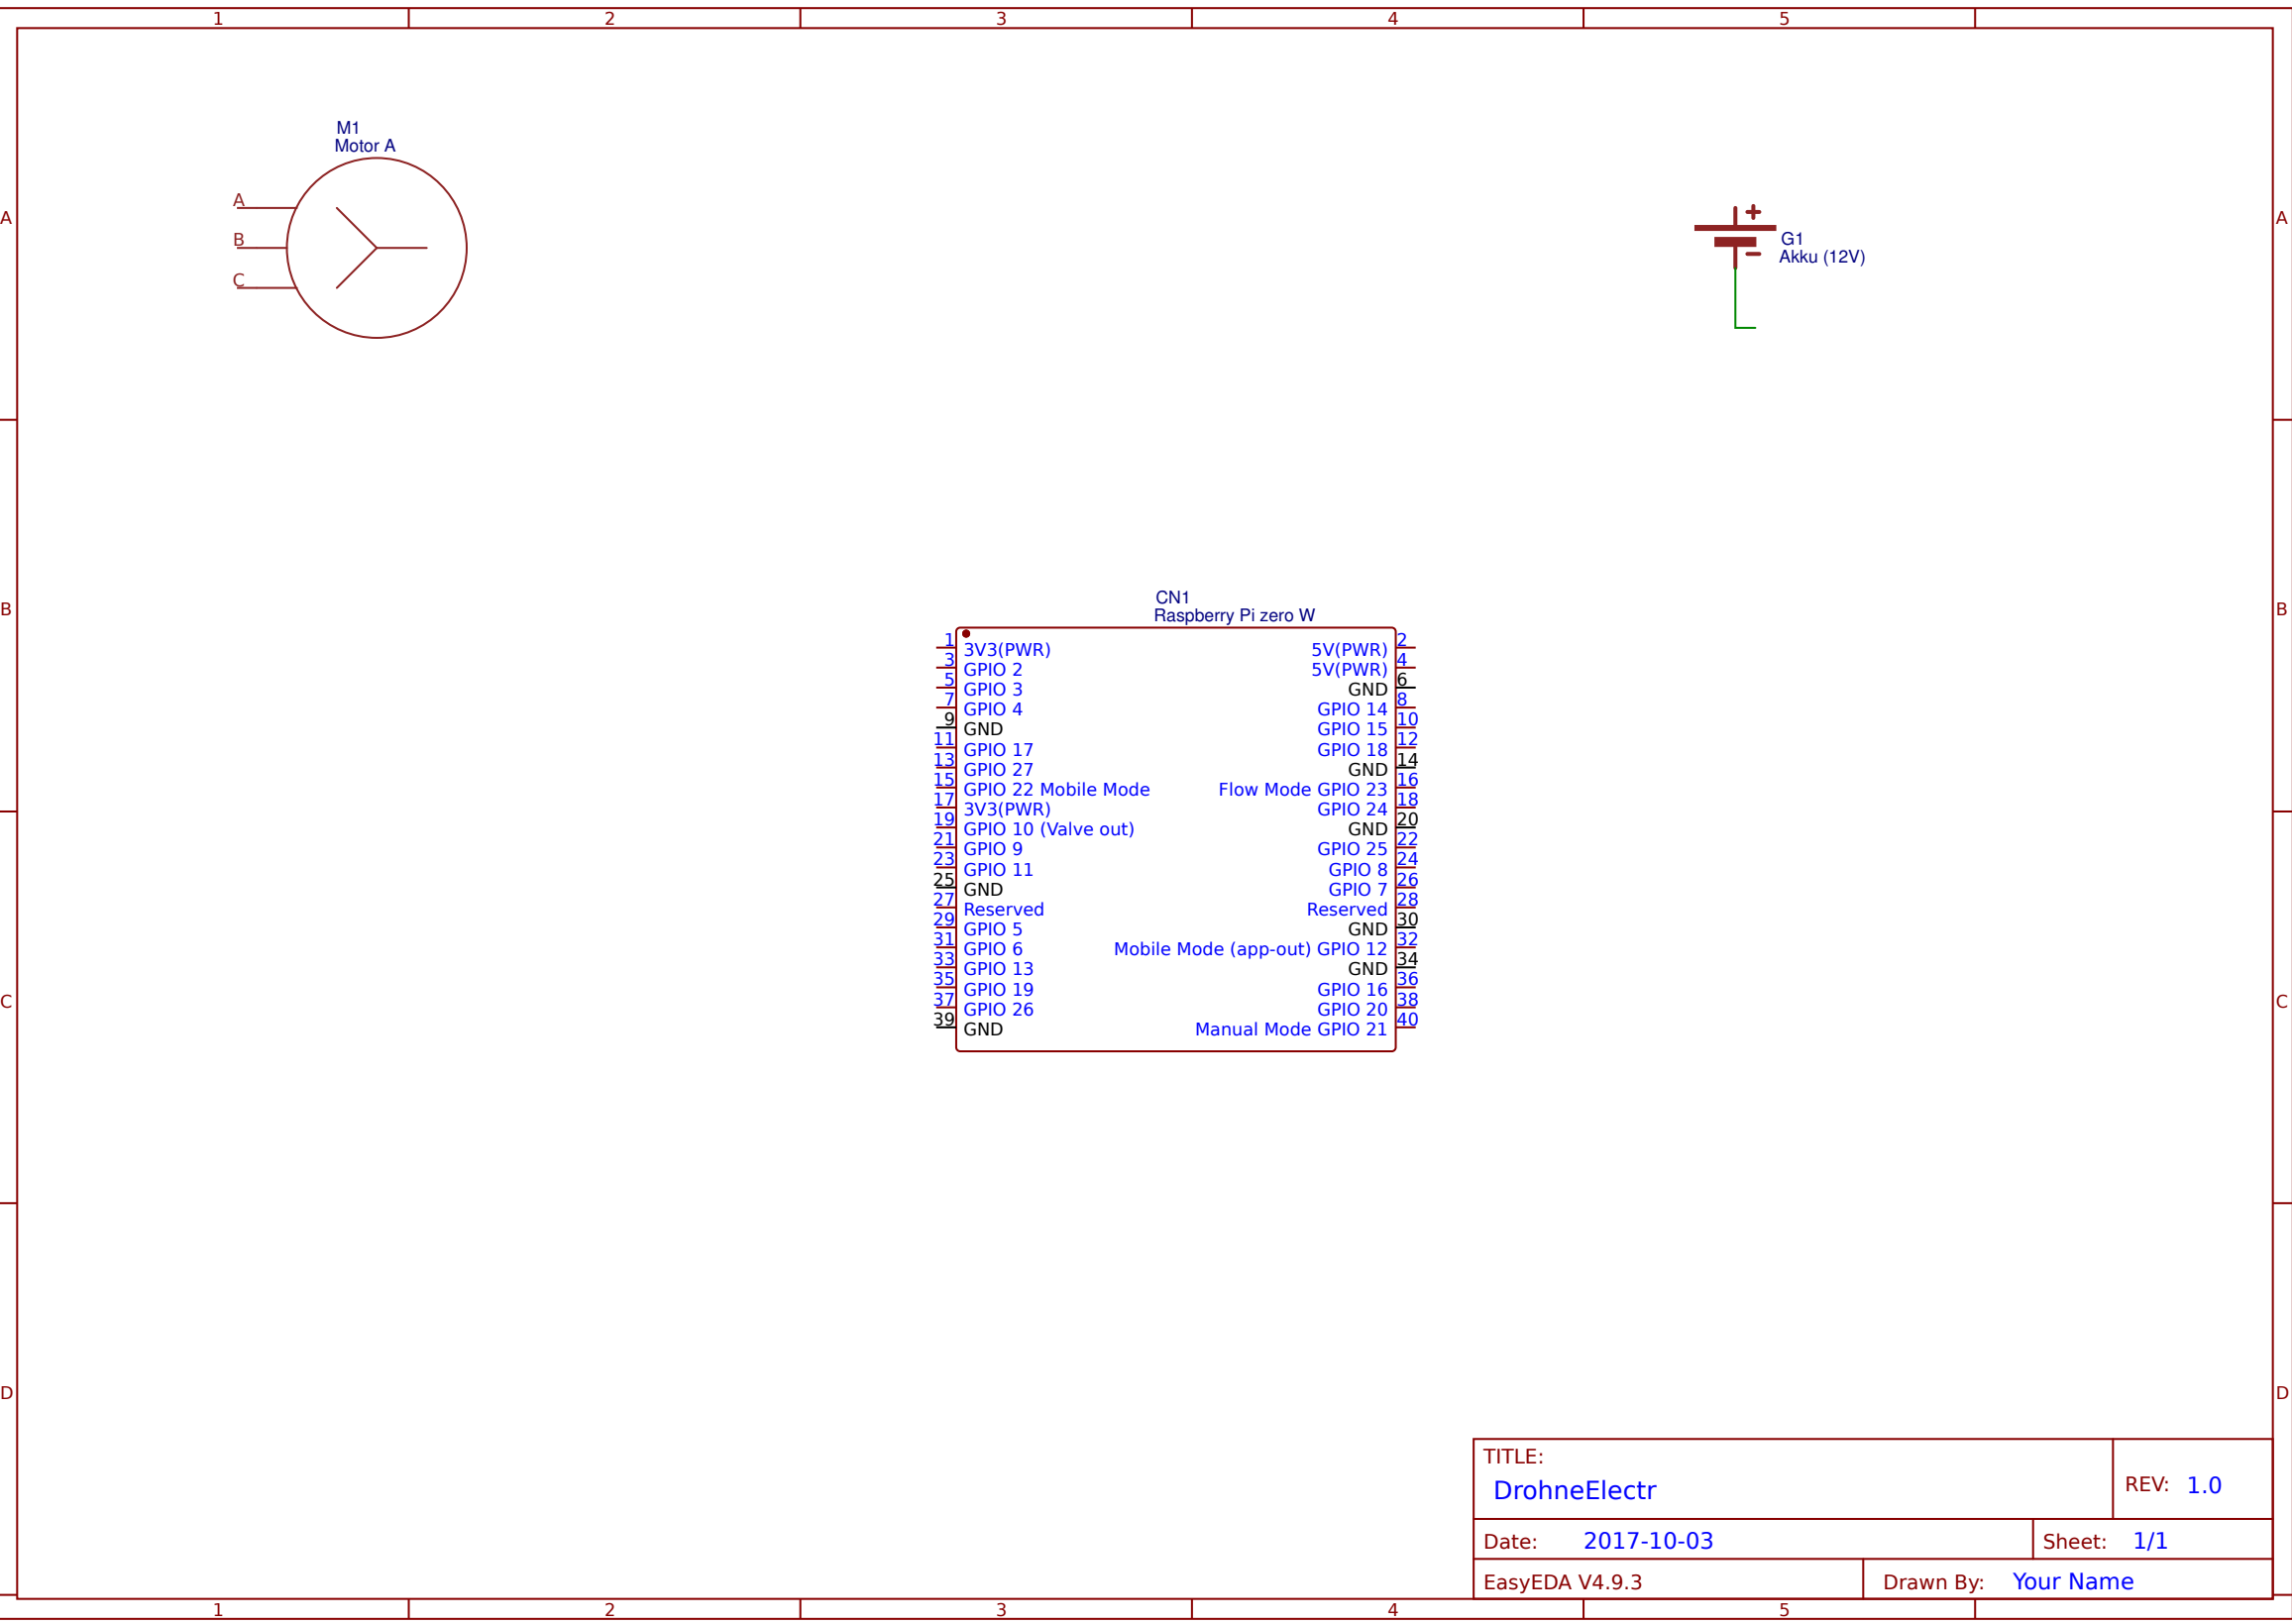 1 2 3 4 5
M1
Motor A
A
B
C
A
A
G1
Akku (12V)
B
B
CN1
Raspberry Pi zero W
1 3V3(PWR) 5V(PWR) 2
3 GPIO 2 5V(PWR) 4
5 GPIO 3 GND 6
7 GPIO 4 GPIO 14 8
9 GND GPIO 15 10
11 GPIO 17 GPIO 18 12
13 GPIO 27 GND 14
15 GPIO 22 Mobile Mode Flow Mode GPIO 23 16
17 3V3(PWR) GPIO 24 18
19 GPIO 10 (Valve out) GND 20
21 GPIO 9 GPIO 25 22
23 GPIO 11 GPIO 8 24
25 GND GPIO 7 26
27 Reserved Reserved 28
29 GPIO 5 GND 30
31 GPIO 6 Mobile Mode (app-out) GPIO 12 32
33 GPIO 13 GND 34
35 GPIO 19 GPIO 16 36
37 GPIO 26 GPIO 20 38
39 GND Manual Mode GPIO 21 40
C
C
D
D
TITLE:
DrohneElectr
REV: 1.0
Date: 2017-10-03
Sheet: 1/1
EasyEDA V4.9.3
Drawn By: Your Name
1 2 3 4 5